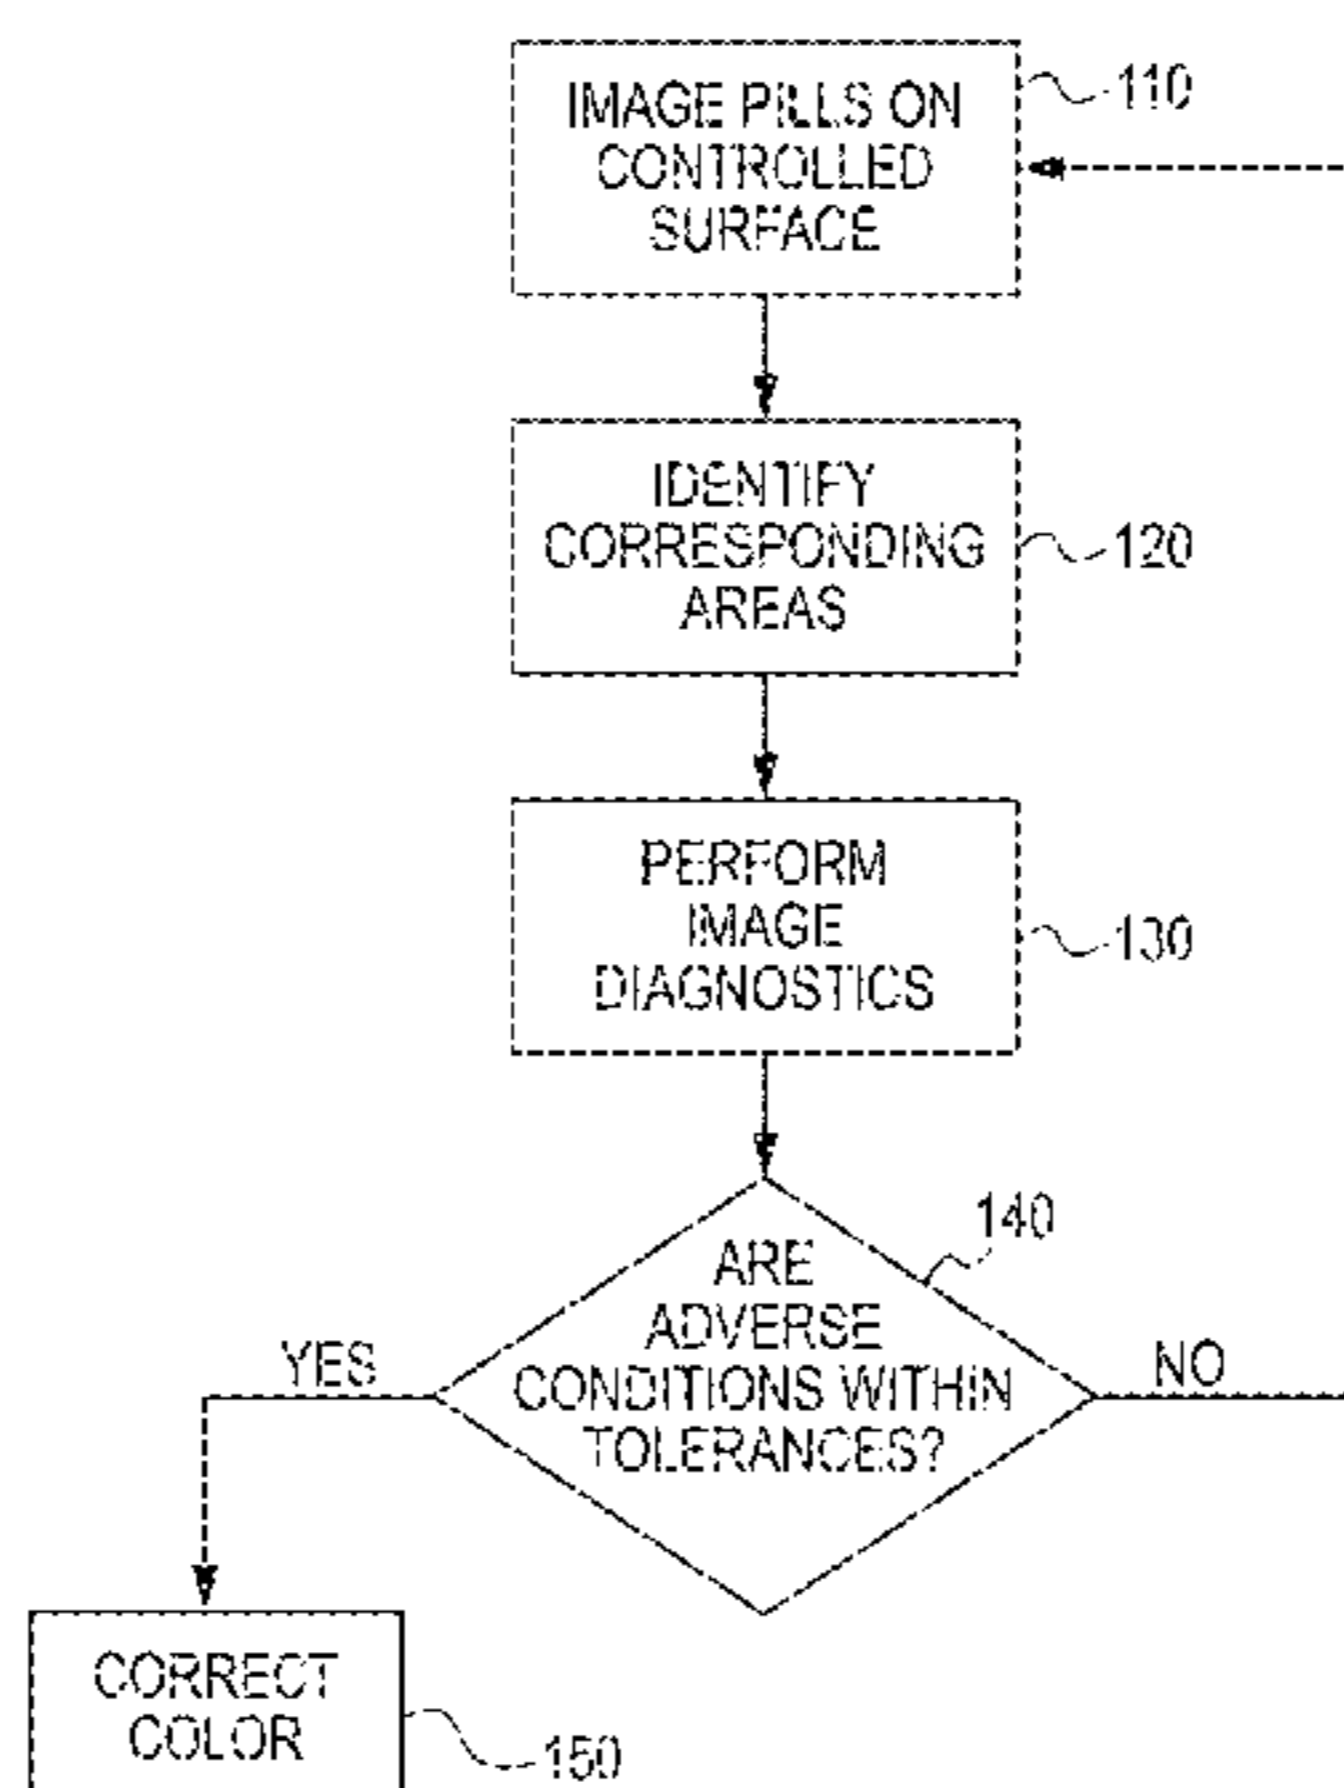 IMAGE PILLS ON
CONTROLLED
SURFACE
110
IDENTIFY
CORRESPONDING
AREAS
120
PERFORM
IMAGE
DIAGNOSTICS
130
140
ARE
ADVERSE
CONDITIONS WITHIN
TOLERANCES?
YES
NO
CORRECT
COLOR
150